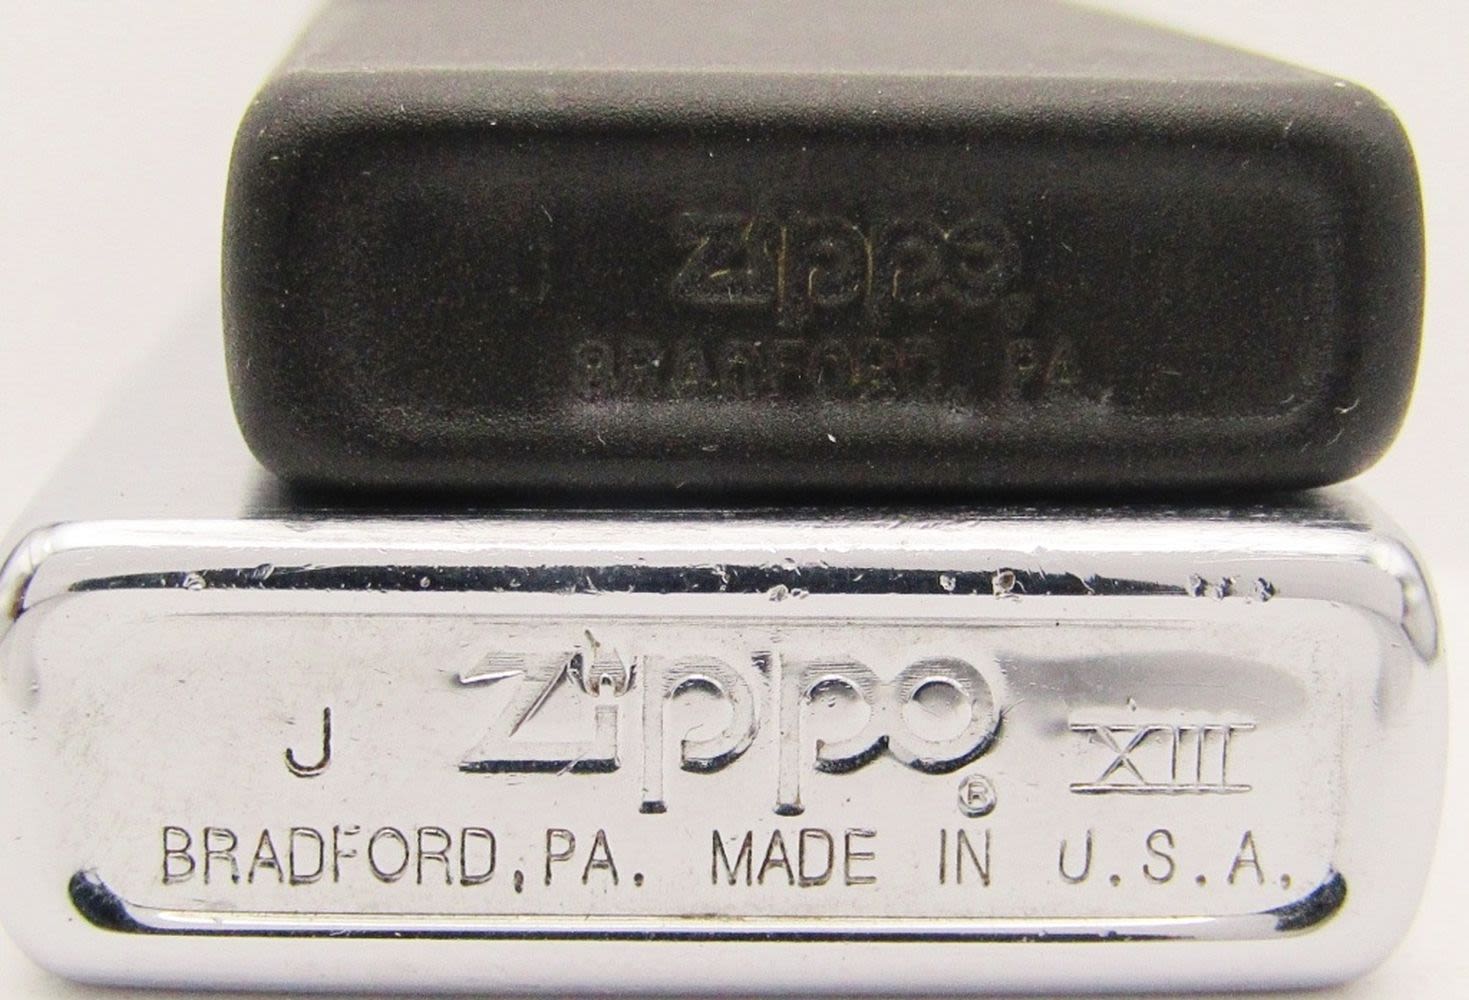 J Zippo
BRADFORD, PA.
J Zippo ® XIII
BRADFORD, PA. MADE IN U.S.A.